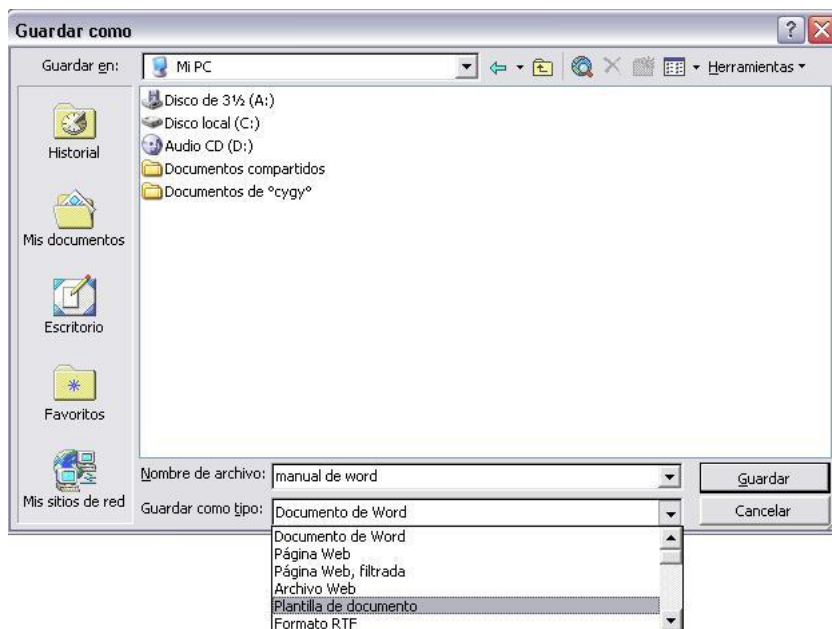 Guardar como
Guardar en:
Mi PC
Herramientas
Historial
Mis documentos
Escritorio
Favoritos
Mis sitios de red
Disco de 3½ (A:)
Disco local (C:)
Audio CD (D:)
Documentos compartidos
Documentos de °cygy°
Nombre de archivo: manual de word
Guardar
Guardar como tipo: Documento de Word
Cancelar
Documento de Word
Página Web
Página Web, filtrada
Archivo Web
Plantilla de documento
Formato RTF